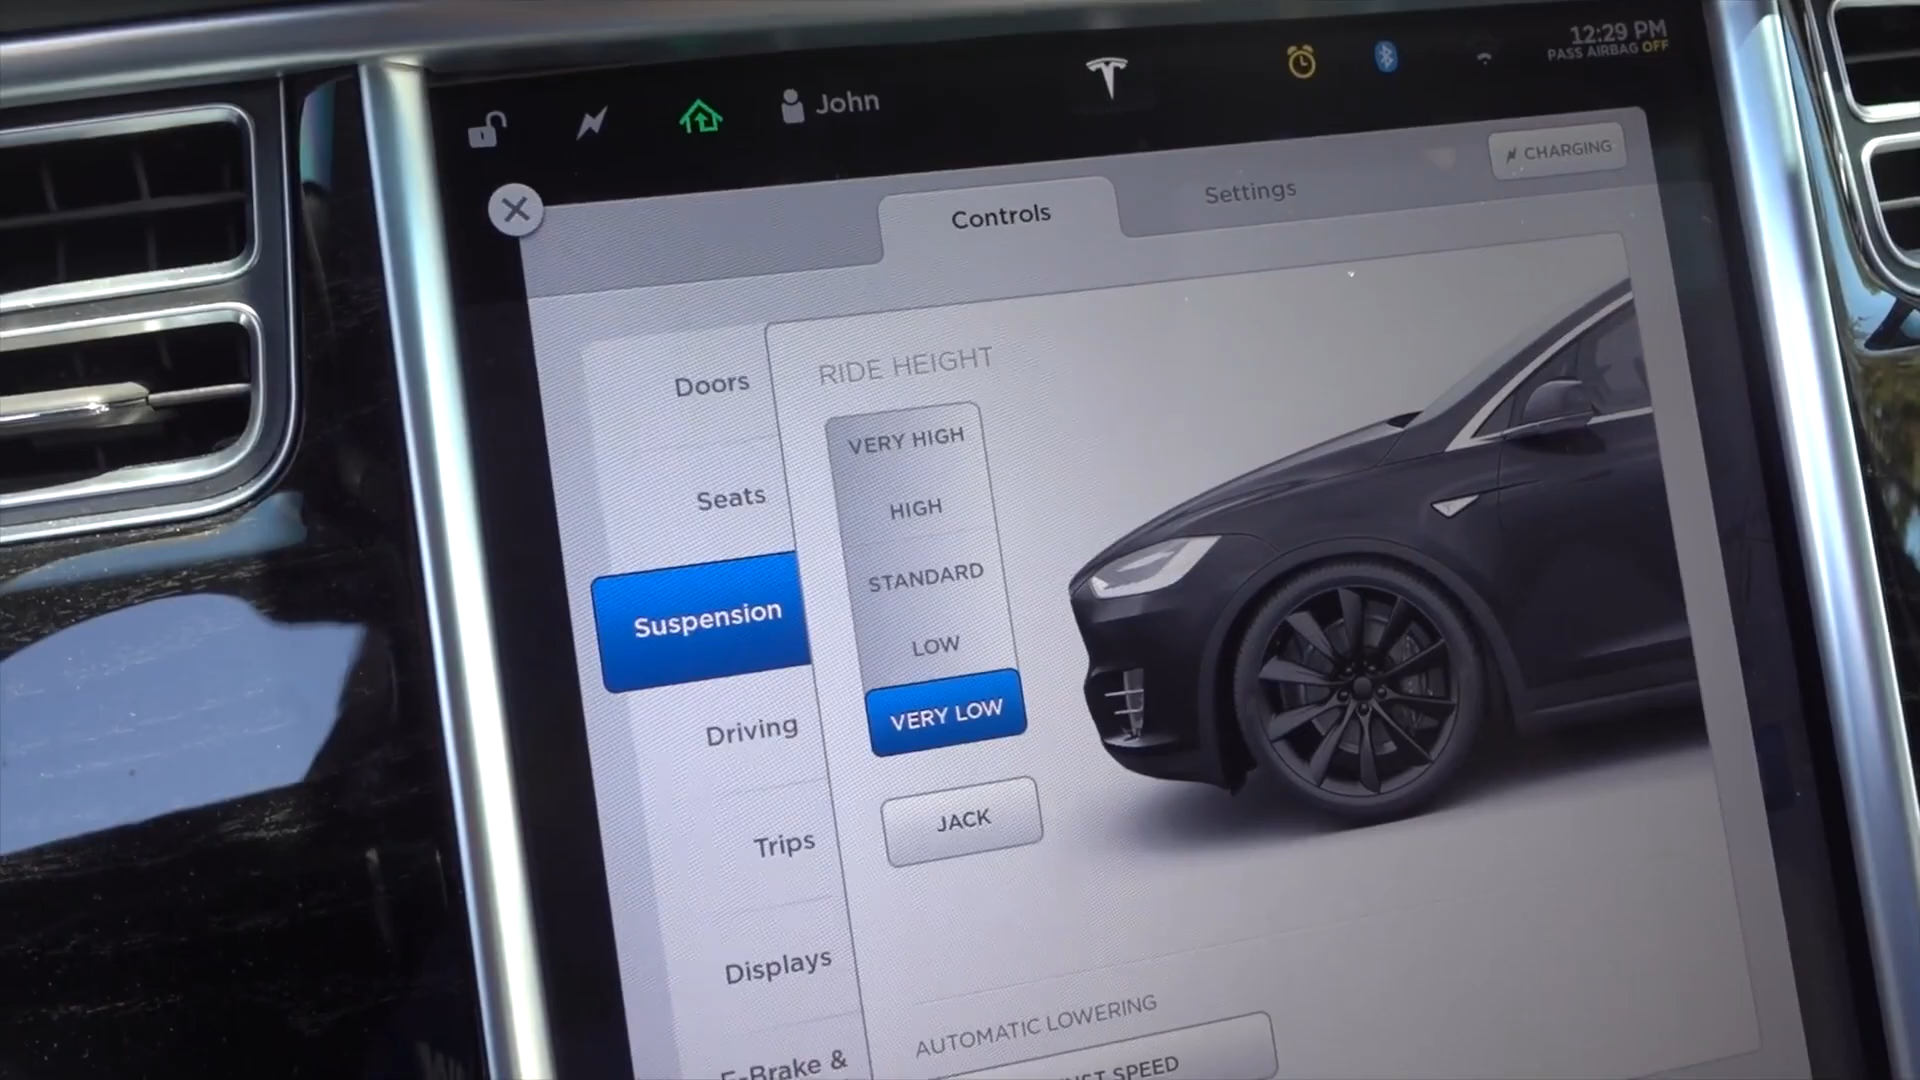 John
12:29 PM
PASS AIRBAG OFF
CHARGING
Controls
Settings
Doors
Seats
Suspension
Driving
Trips
Displays
E-Brake &
RIDE HEIGHT
VERY HIGH
HIGH
STANDARD
LOW
VERY LOW
JACK
AUTOMATIC LOWERING
SPEED